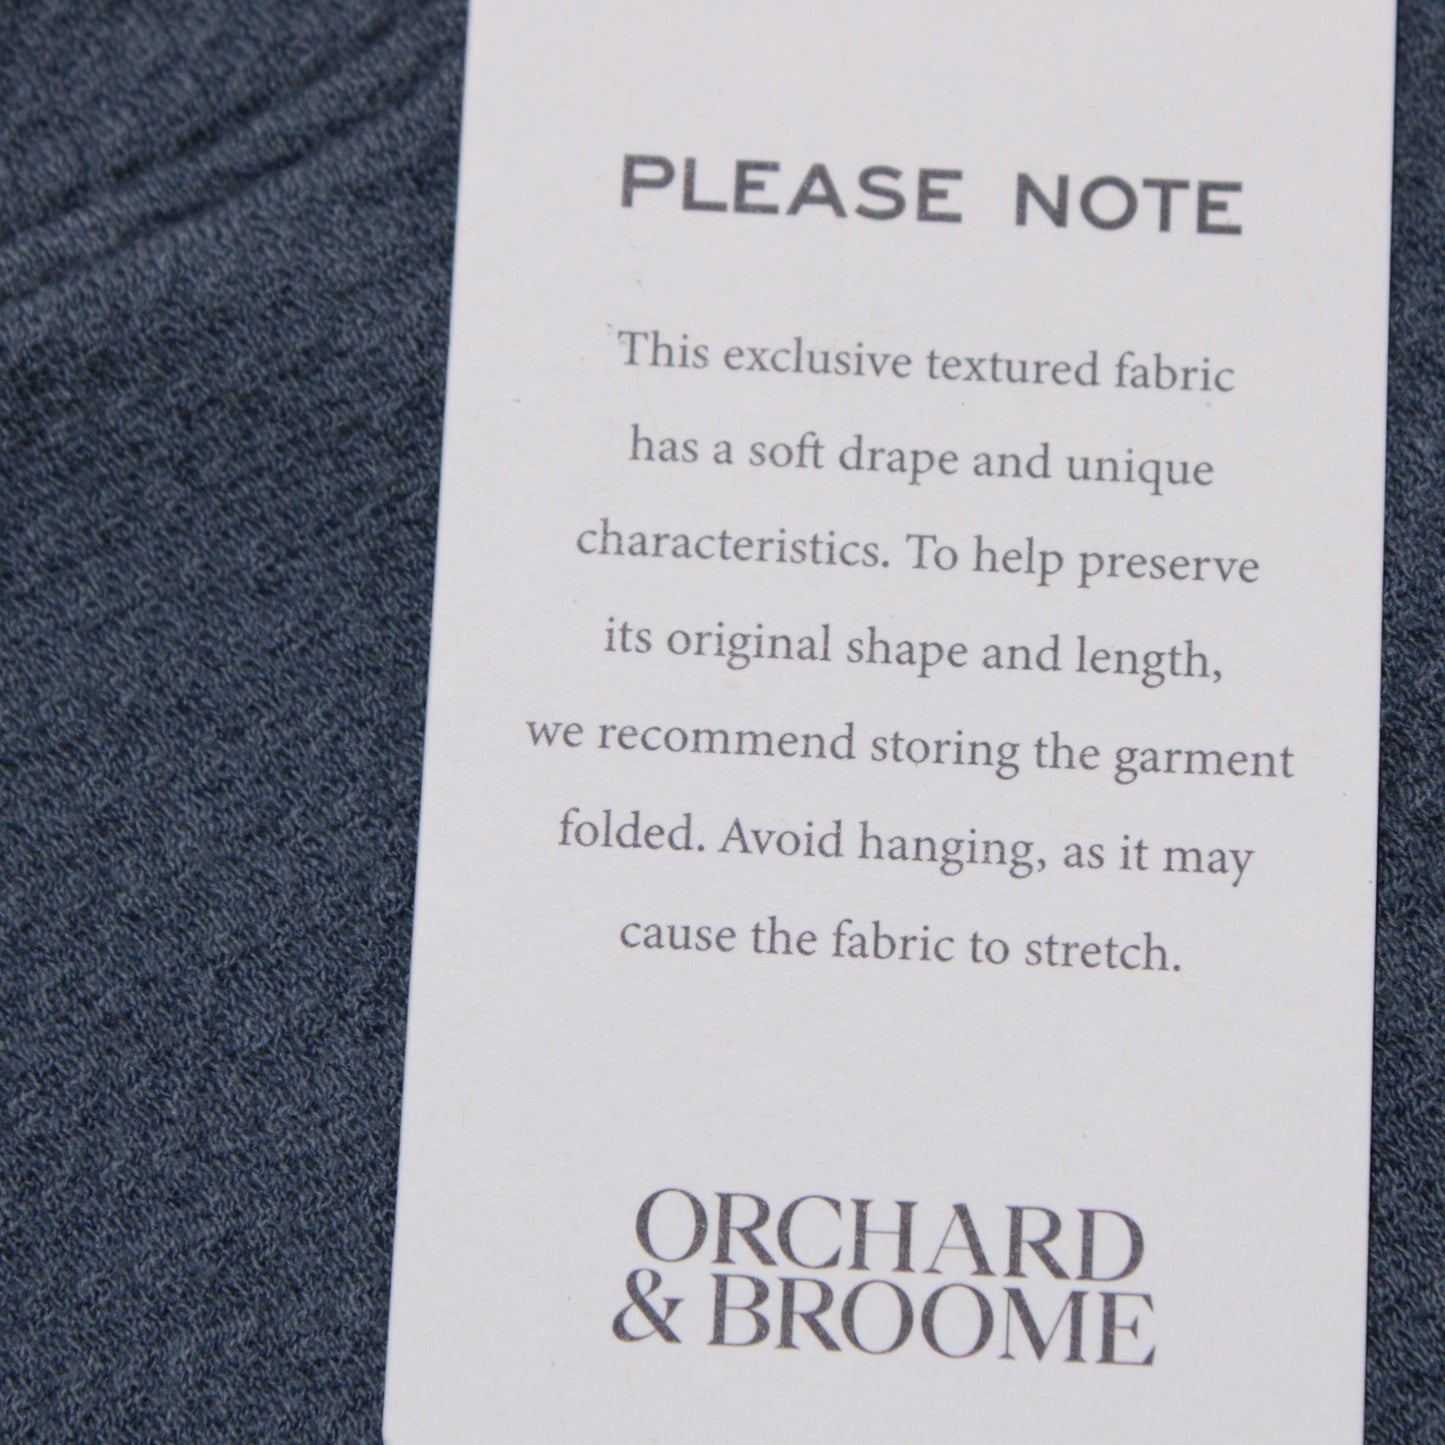 PLEASE NOTE
This exclusive textured fabric
has a soft drape and unique
characteristics. To help preserve
its original shape and length,
we recommend storing the garment
folded. Avoid hanging, as it may
cause the fabric to stretch.
ORCHARD
& BROOME